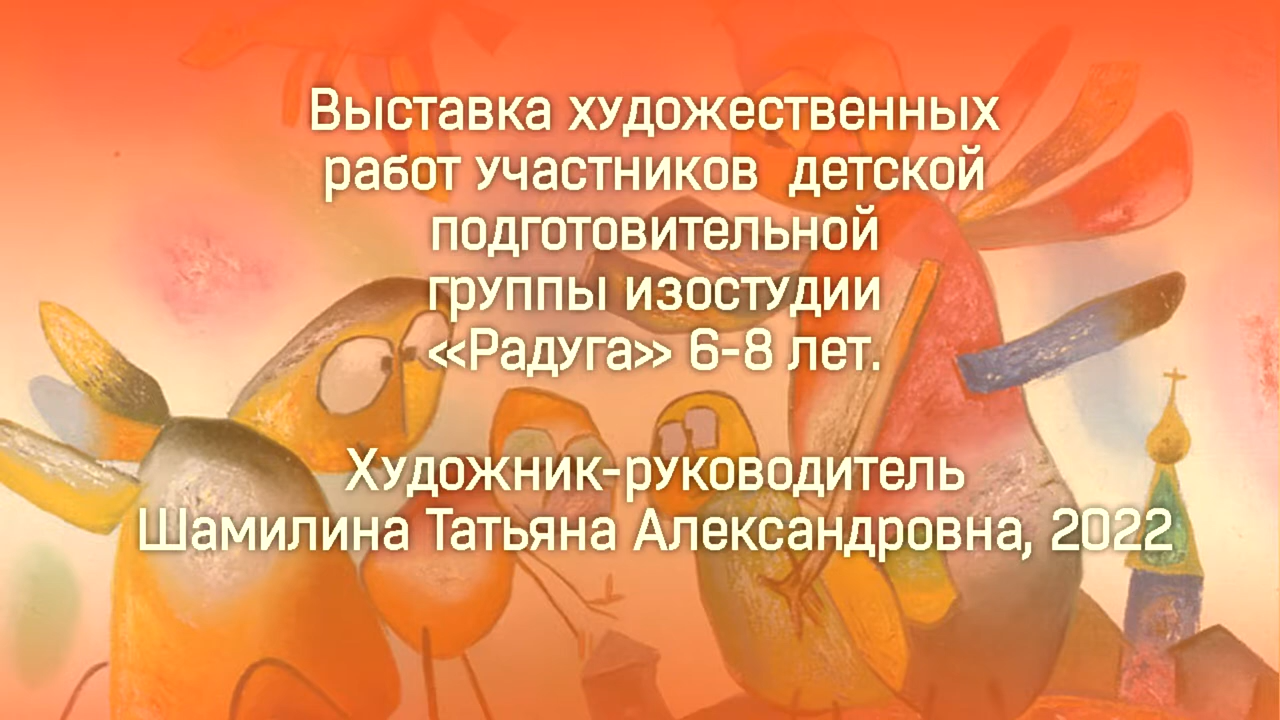 Выставка художественных
работ участников детской
подготовительной
группы изостудии
«Радуга» 6-8 лет.
Художник-руководитель
Шамилина Татьяна Александровна, 2022